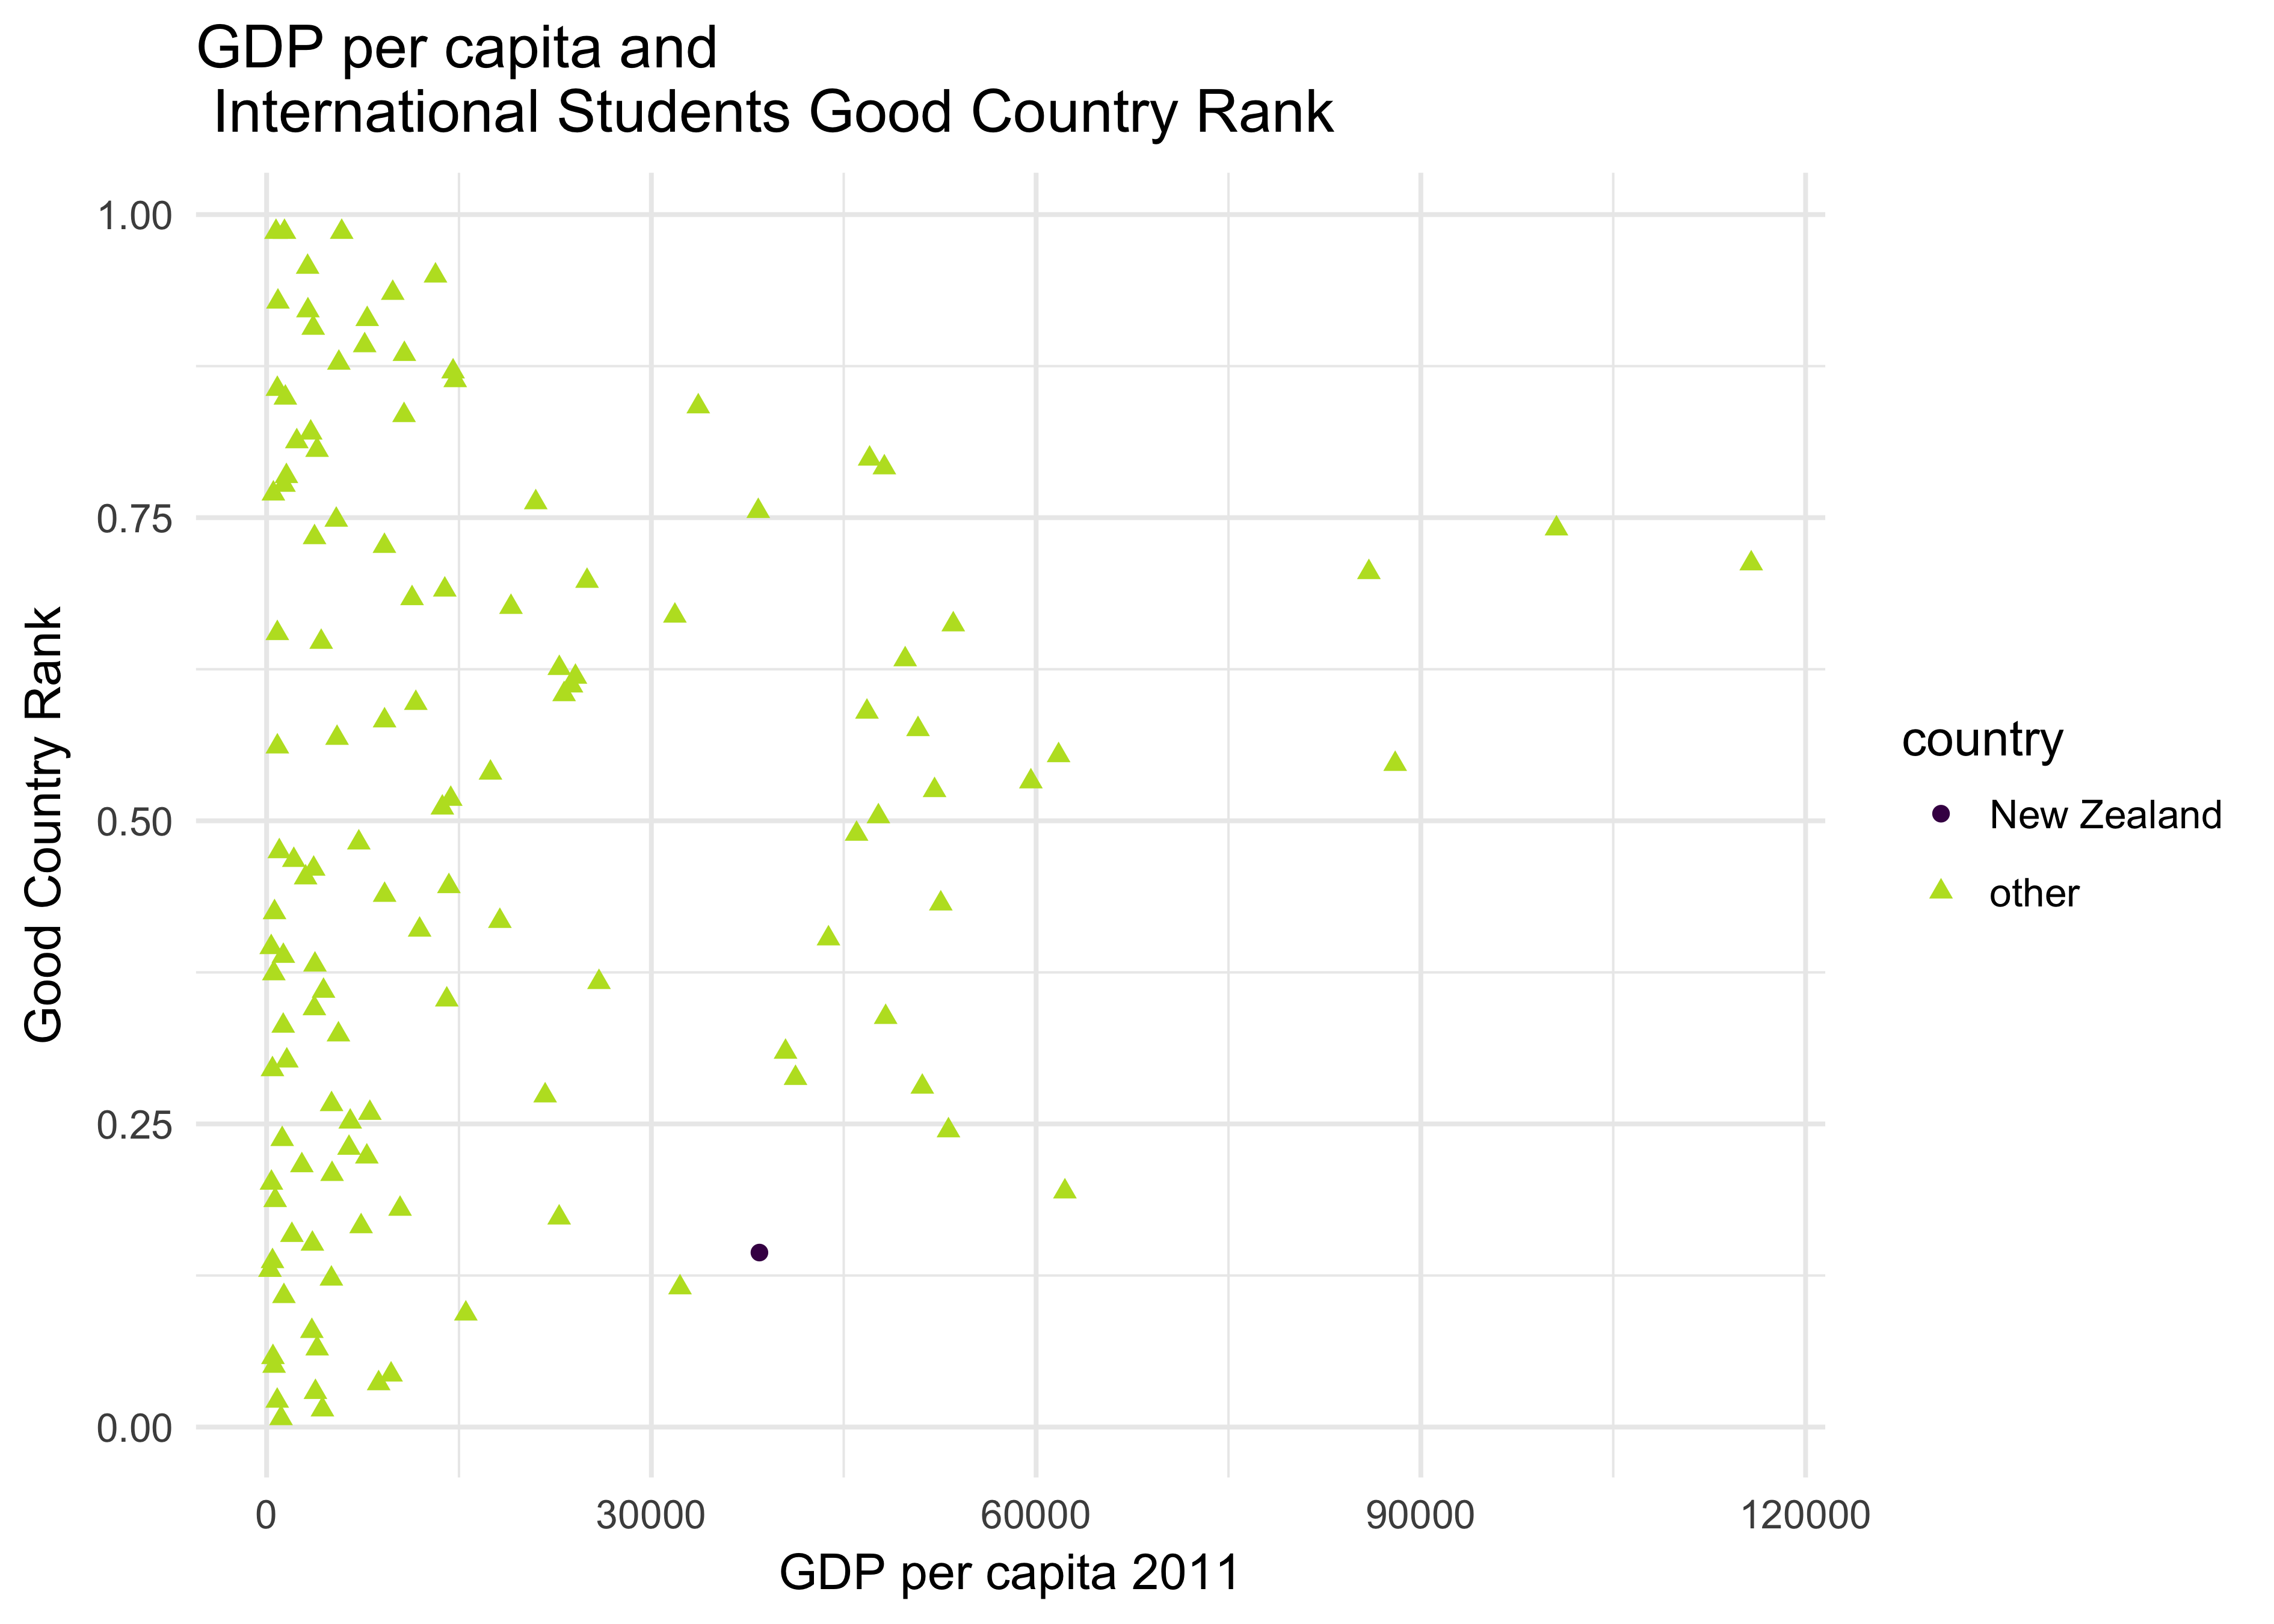 GDP per capita and
International Students Good Country Rank
1.00
0.75
0.50
0.25
0.00
Good Country Rank
0
30000
60000
90000
120000
GDP per capita 2011
country
New Zealand
other